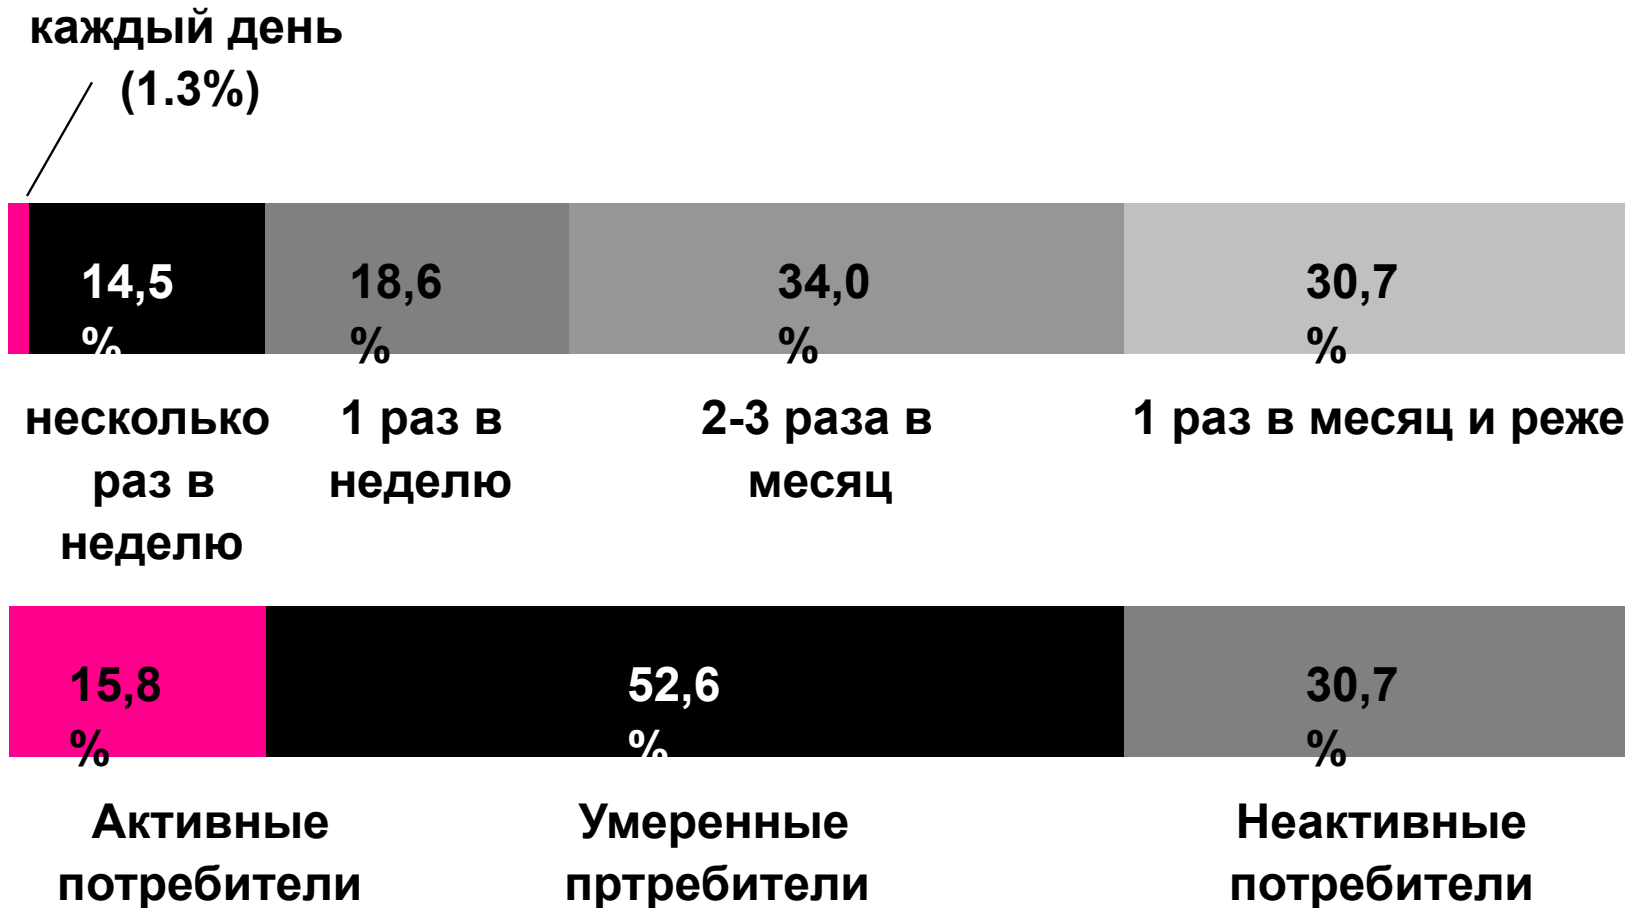 каждый день
(1.3%)
14,5
%
18,6
%
34,0
%
30,7
%
несколько
раз в
неделю
1 раз в
неделю
2-3 раза в
месяц
1 раз в месяц и реже
15,8
%
52,6
%
30,7
%
Активные
потребители
Умеренные
пртребители
Неактивные
потребители